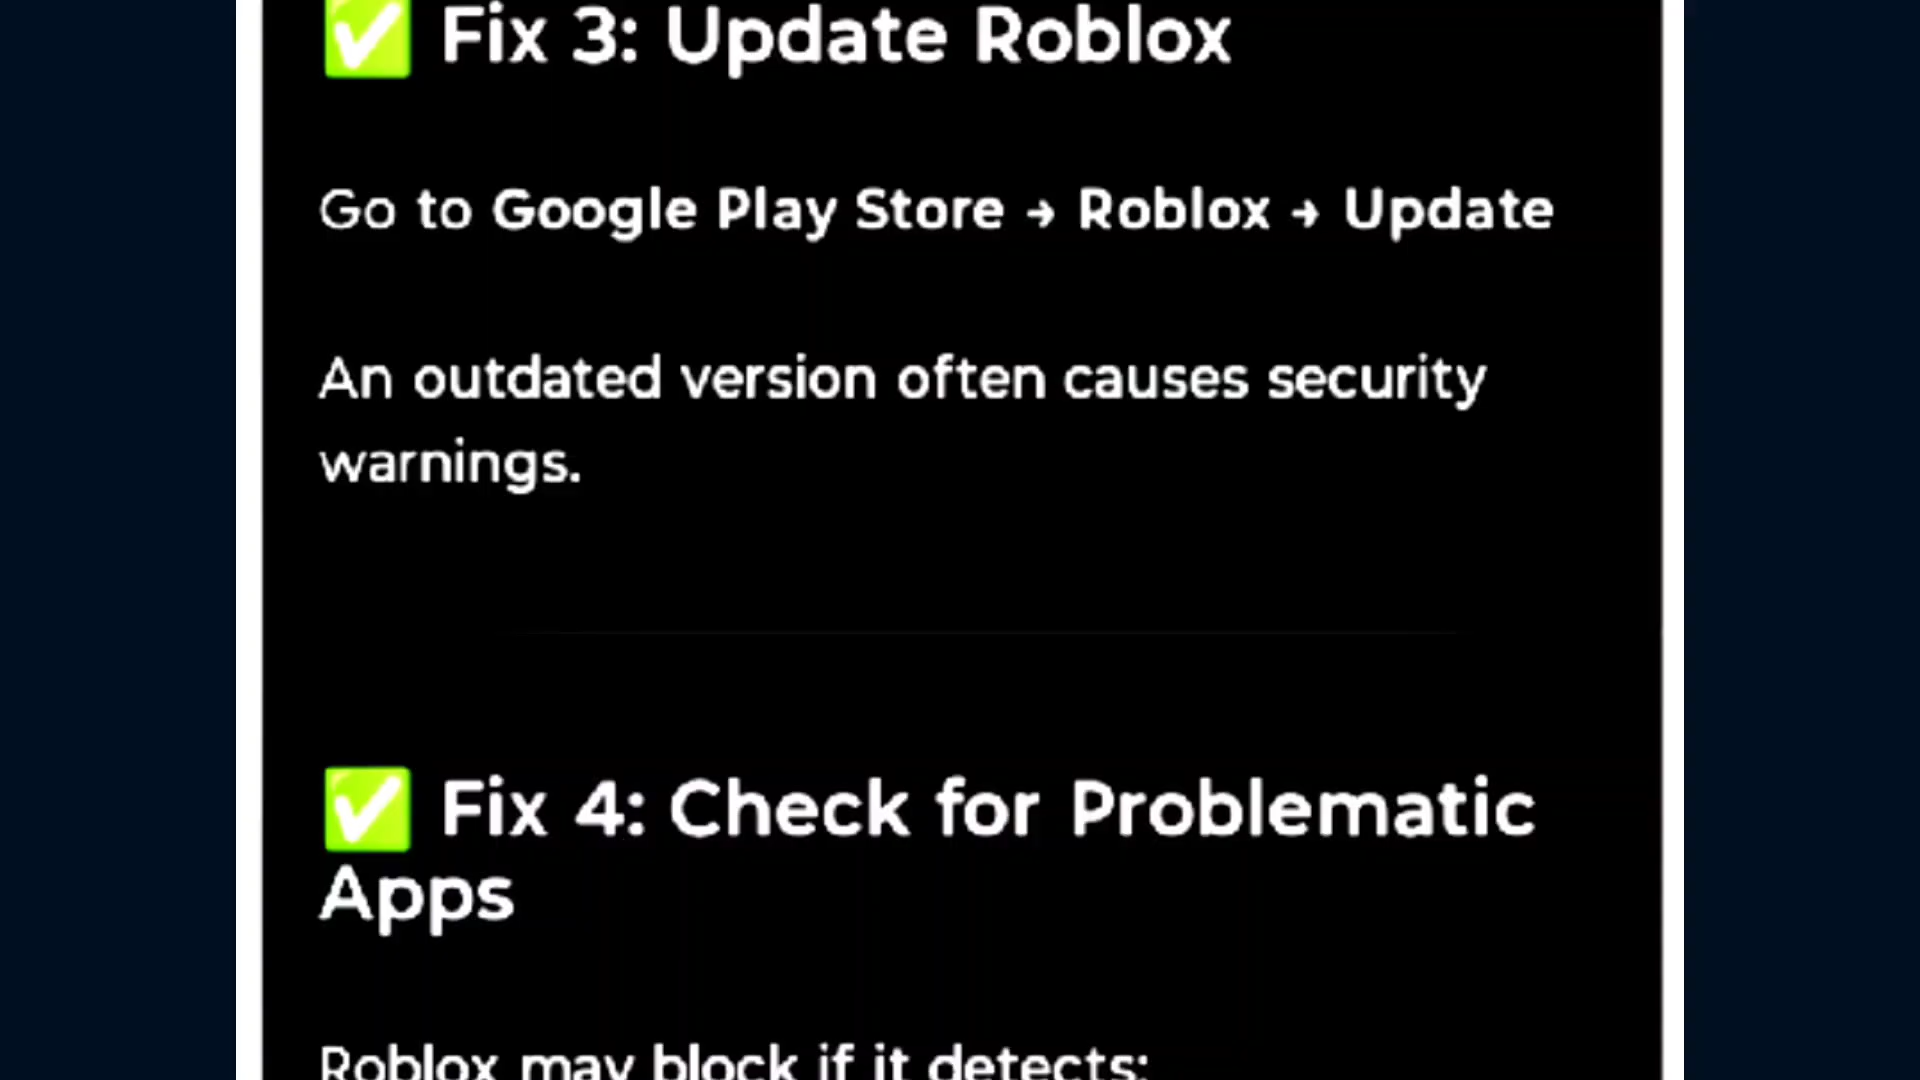 ✅ Fix 3: Update Roblox
Go to Google Play Store → Roblox → Update
An outdated version often causes security
warnings.
✅ Fix 4: Check for Problematic
Apps
Roblox may block if it detects: